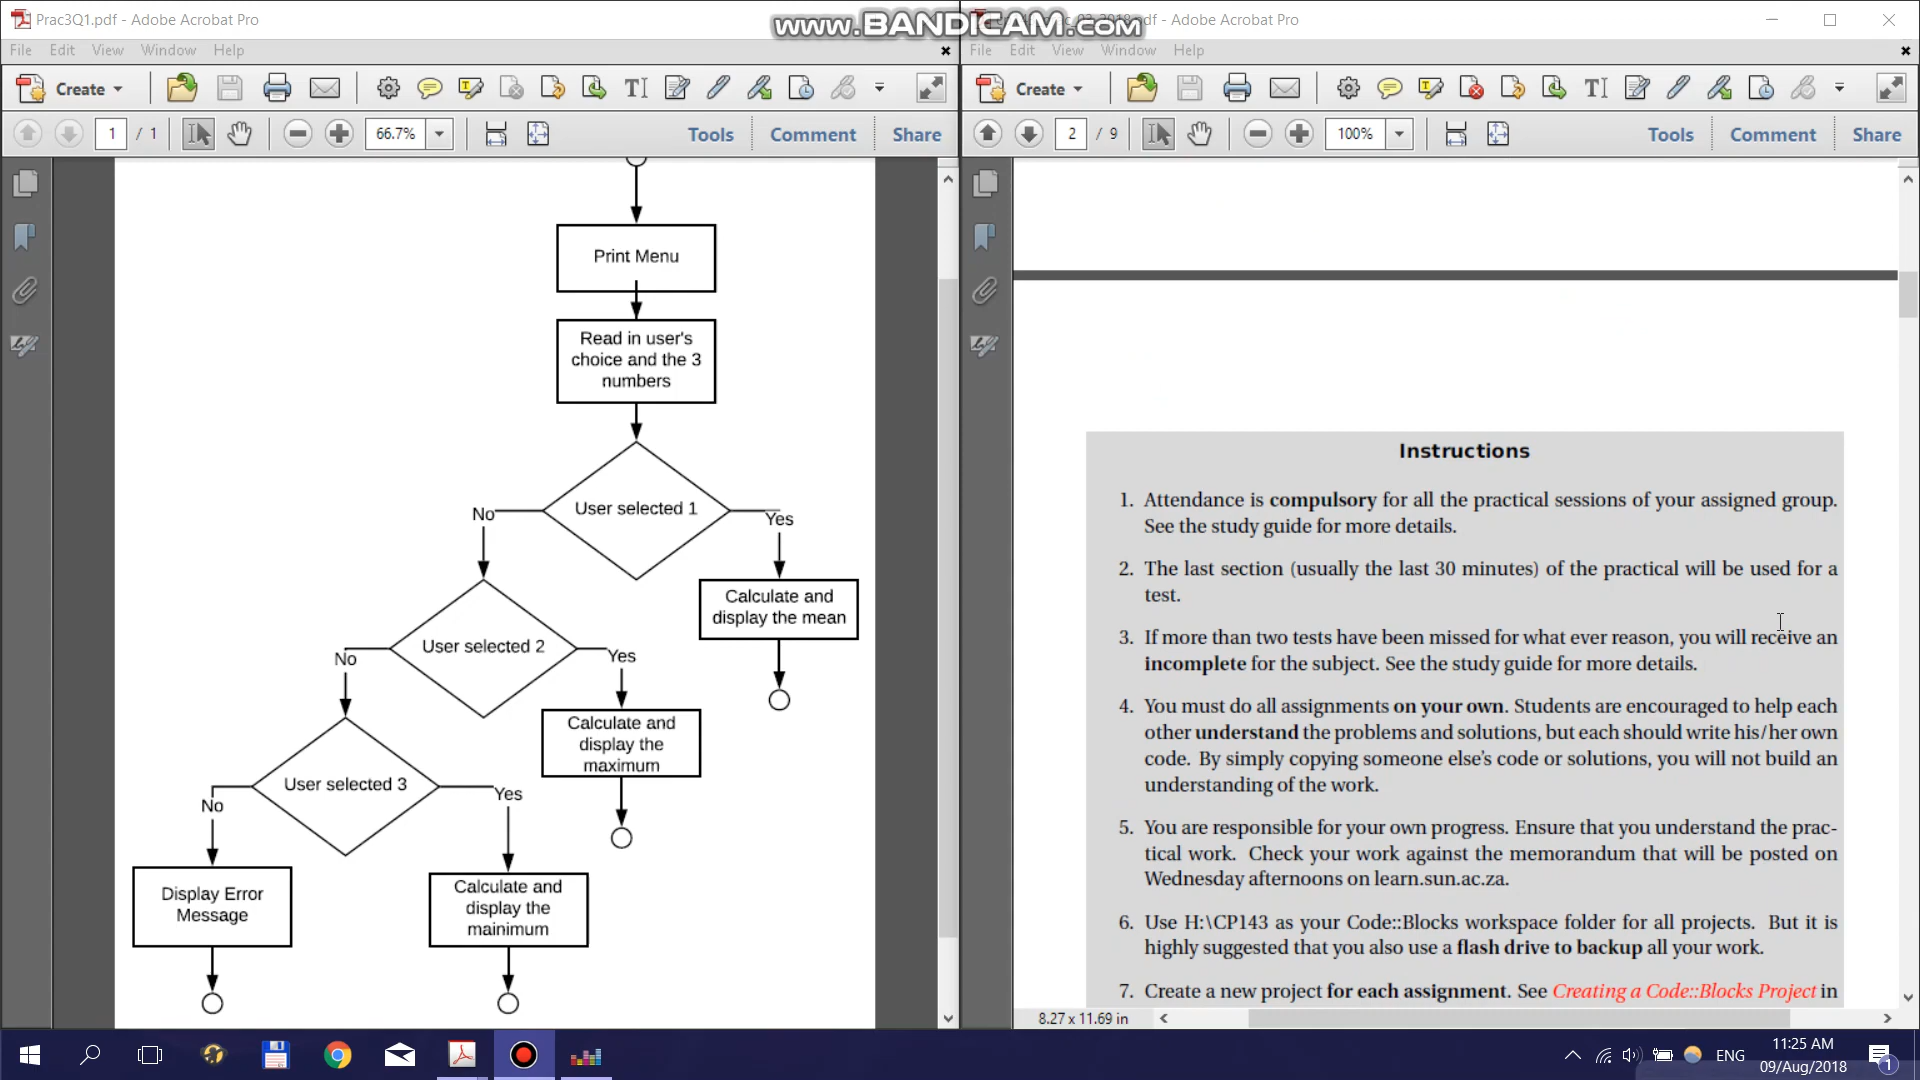 Prac3Q1.pdf - Adobe Acrobat Pro
File Edit View Window Help
Create
1 / 1
66.7%
Tools Comment Share
Print Menu
Read in user's
choice and the 3
numbers
User selected 1
No
Yes
Calculate and
display the mean
User selected 2
No
Yes
Calculate and
display the
maximum
User selected 3
No
Yes
Display Error
Message
Calculate and
display the
mainimum
www.BANDICAM.com
.pdf - Adobe Acrobat Pro
File Edit View Window Help
Create
2 / 9
100%
Tools Comment Share
Instructions
1. Attendance is compulsory for all the practical sessions of your assigned group.
See the study guide for more details.
2. The last section (usually the last 30 minutes) of the practical will be used for a
test.
3. If more than two tests have been missed for what ever reason, you will receive an
incomplete for the subject. See the study guide for more details.
4. You must do all assignments on your own. Students are encouraged to help each
other understand the problems and solutions, but each should write his/her own
code. By simply copying someone else's code or solutions, you will not build an
understanding of the work.
5. You are responsible for your own progress. Ensure that you understand the prac-
tical work. Check your work against the memorandum that will be posted on
Wednesday afternoons on learn.sun.ac.za.
6. Use H:\CP143 as your Code::Blocks workspace folder for all projects. But it is
highly suggested that you also use a flash drive to backup all your work.
7. Create a new project for each assignment. See Creating a Code::Blocks Project in
8.27 x 11.69 in
ENG
11:25 AM
09/Aug/2018
1